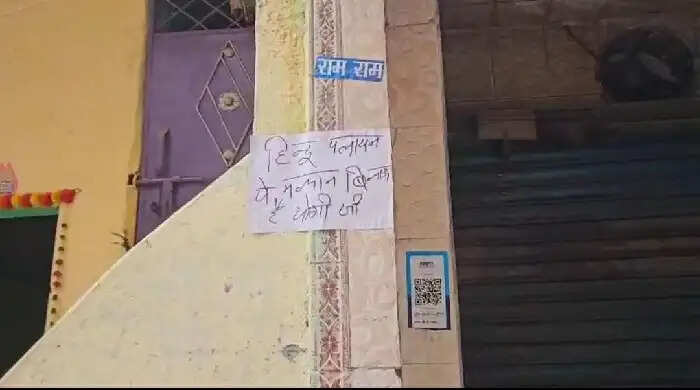 राम राम
हिन्दू पलायन
ये मकान बिकाऊ
है योगी जी